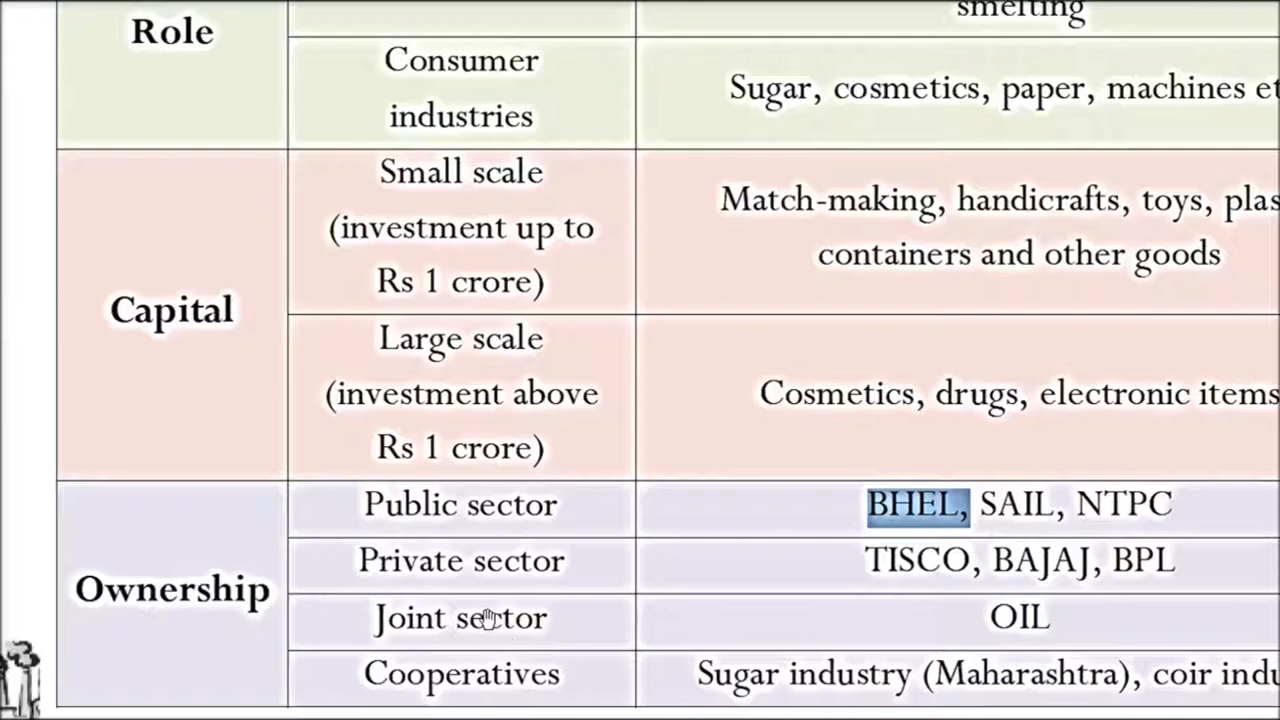 smelting
Role
Consumer
industries
Sugar, cosmetics, paper, machines
Capital
Small scale
(investment up to
Rs 1 crore)
Match-making, handicrafts, toys,
containers and other goods
Large scale
(investment above
Rs 1 crore)
Cosmetics, drugs, electronic items
Ownership
Public sector
BHEL, SAIL, NTPC
Private sector
TISCO, BAJAJ, BPL
Joint sector
OIL
Cooperatives
Sugar industry (Maharashtra), coir